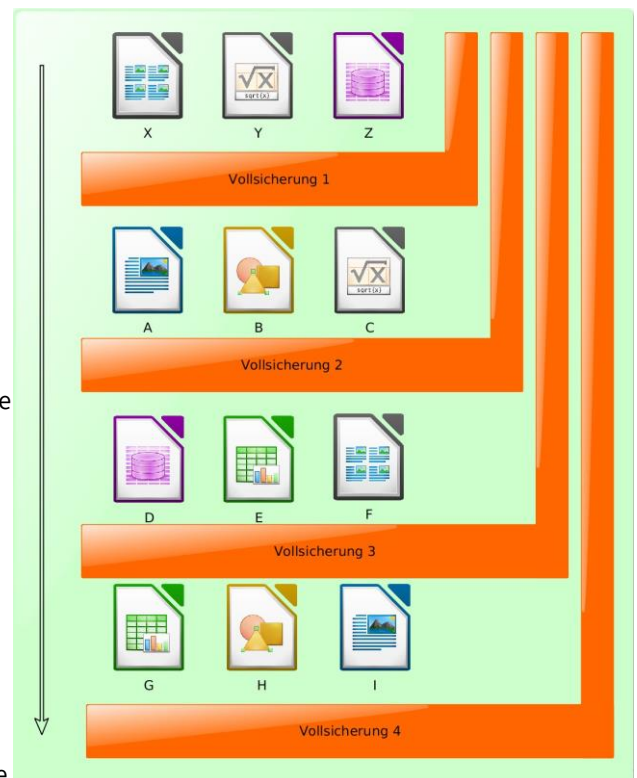 X Y Z
Vollsicherung 1
A B C
Vollsicherung 2
e
D E F
Vollsicherung 3
G H I
Vollsicherung 4
e